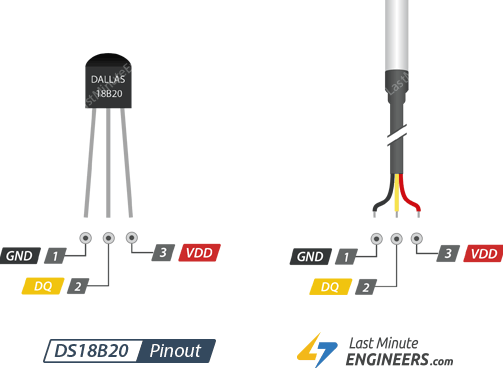 DALLAS
18B20
GND 1
3 VDD
DQ 2
GND 1
3 VDD
DQ 2
DS18B20 Pinout
Last Minute
ENGINEERS.com